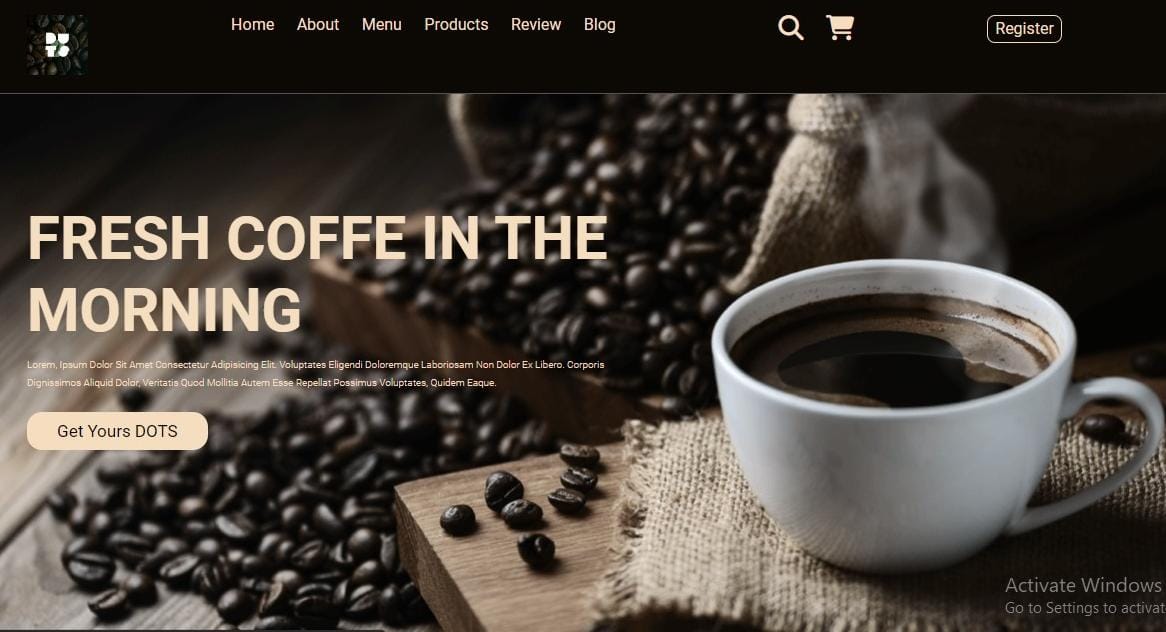 DOTS
Home About Menu Products Review Blog
Register
FRESH COFFE IN THE
MORNING
Lorem, Ipsum Dolor Sit Amet Consectetur Adipisicing Elit. Voluptates Eligendi Doloremque Laboriosam Non Dolor Ex Libero. Corporis
Dignissimos Aliquid Dolor, Veritatis Quod Mollitia Autem Esse Repellat Possimus Voluptates, Quidem Eaque.
Get Yours DOTS
Activate Windows
Go to Settings to activat